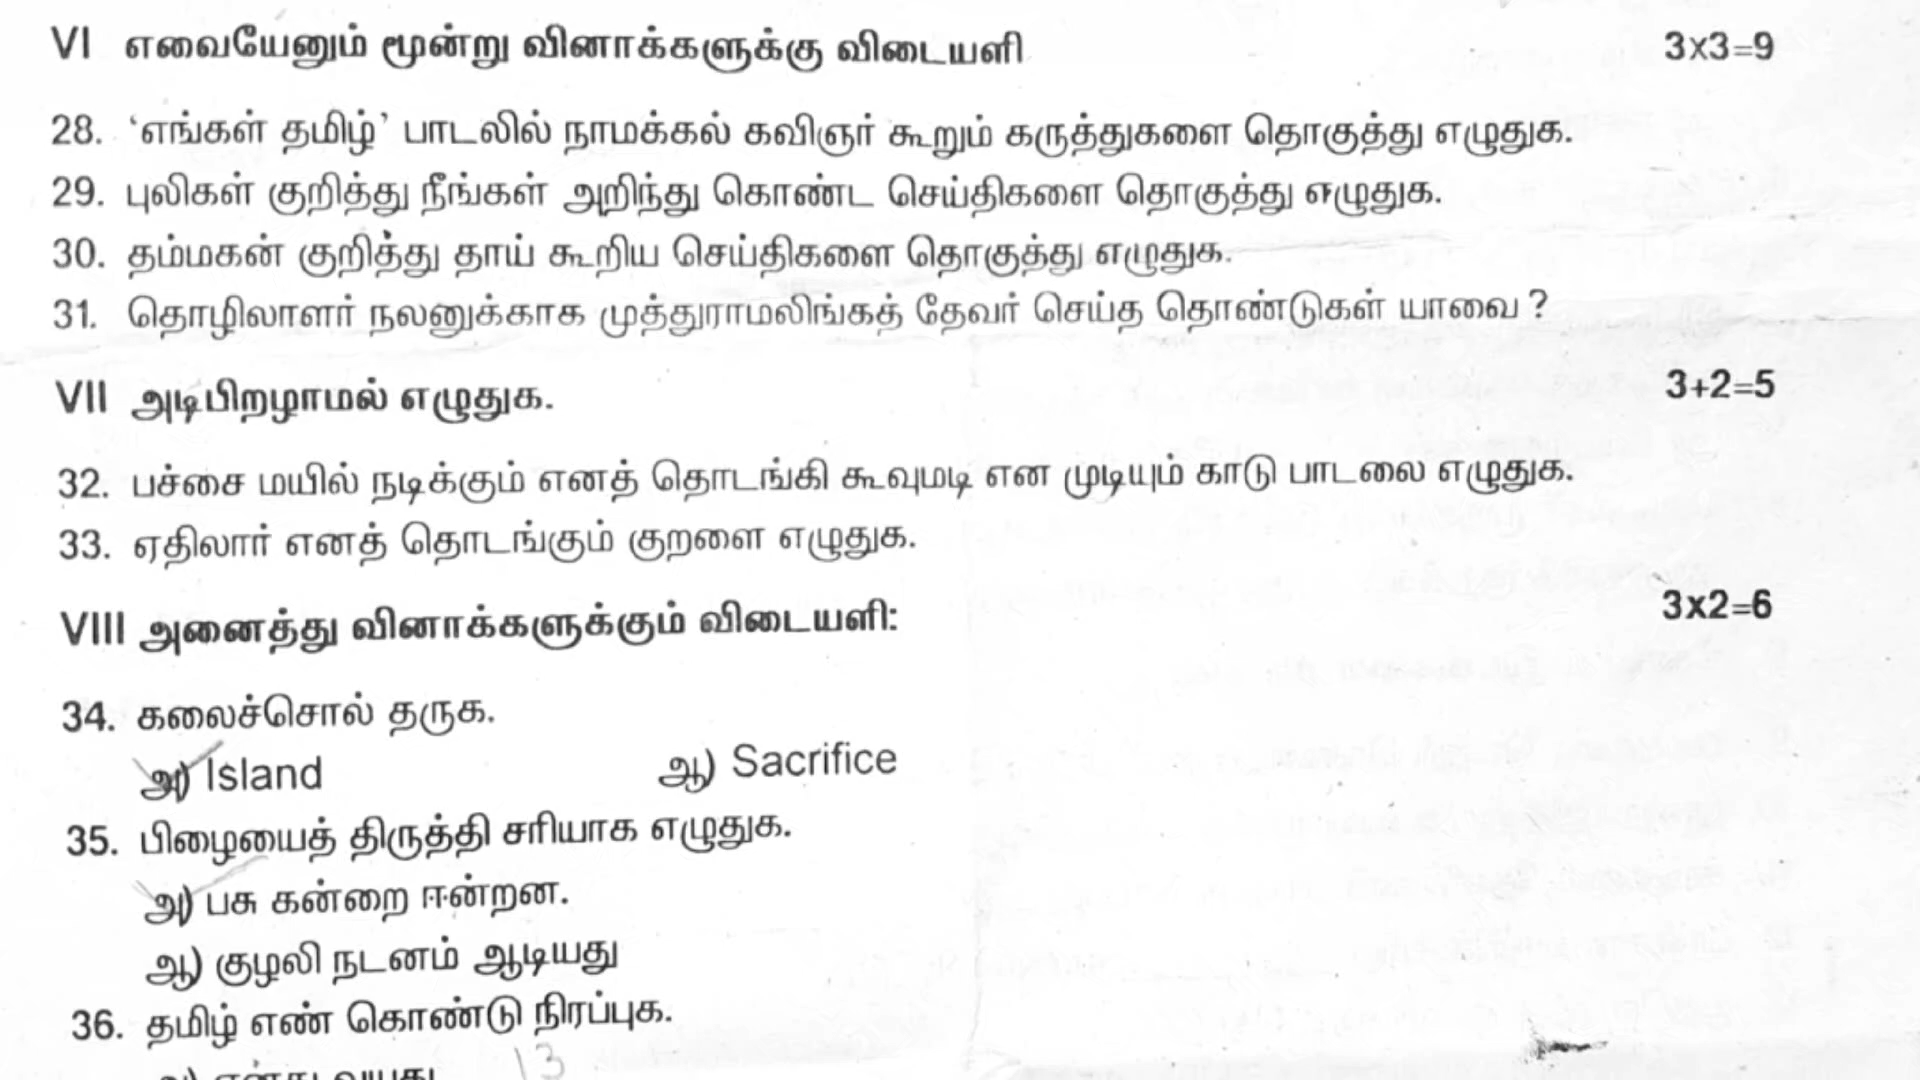 VI எவையேனும் மூன்று வினாக்களுக்கு விடையளி 3x3=9
28. ‘எங்கள் தமிழ்’ பாடலில் நாமக்கல் கவிஞர் கூறும் கருத்துகளை தொகுத்து எழுதுக.
29. புலிகள் குறித்து நீங்கள் அறிந்து கொண்ட செய்திகளை தொகுத்து எழுதுக.
30. தம்மகன் குறித்து தாய் கூறிய செய்திகளை தொகுத்து எழுதுக.
31. தொழிலாளர் நலனுக்காக முத்துராமலிங்கத் தேவர் செய்த தொண்டுகள் யாவை ?
VII அடிபிறழாமல் எழுதுக. 3+2=5
32. பச்சை மயில் நடிக்கும் எனத் தொடங்கி கூவுமடி என முடியும் காடு பாடலை எழுதுக.
33. ஏதிலார் எனத் தொடங்கும் குறளை எழுதுக.
VIII அனைத்து வினாக்களுக்கும் விடையளி: 3x2=6
34. கலைச்சொல் தருக.
அ) Island ஆ) Sacrifice
35. பிழையைத் திருத்தி சரியாக எழுதுக.
அ) பசு கன்றை ஈன்றன.
ஆ) குழலி நடனம் ஆடியது
36. தமிழ் எண் கொண்டு நிரப்புக.
13